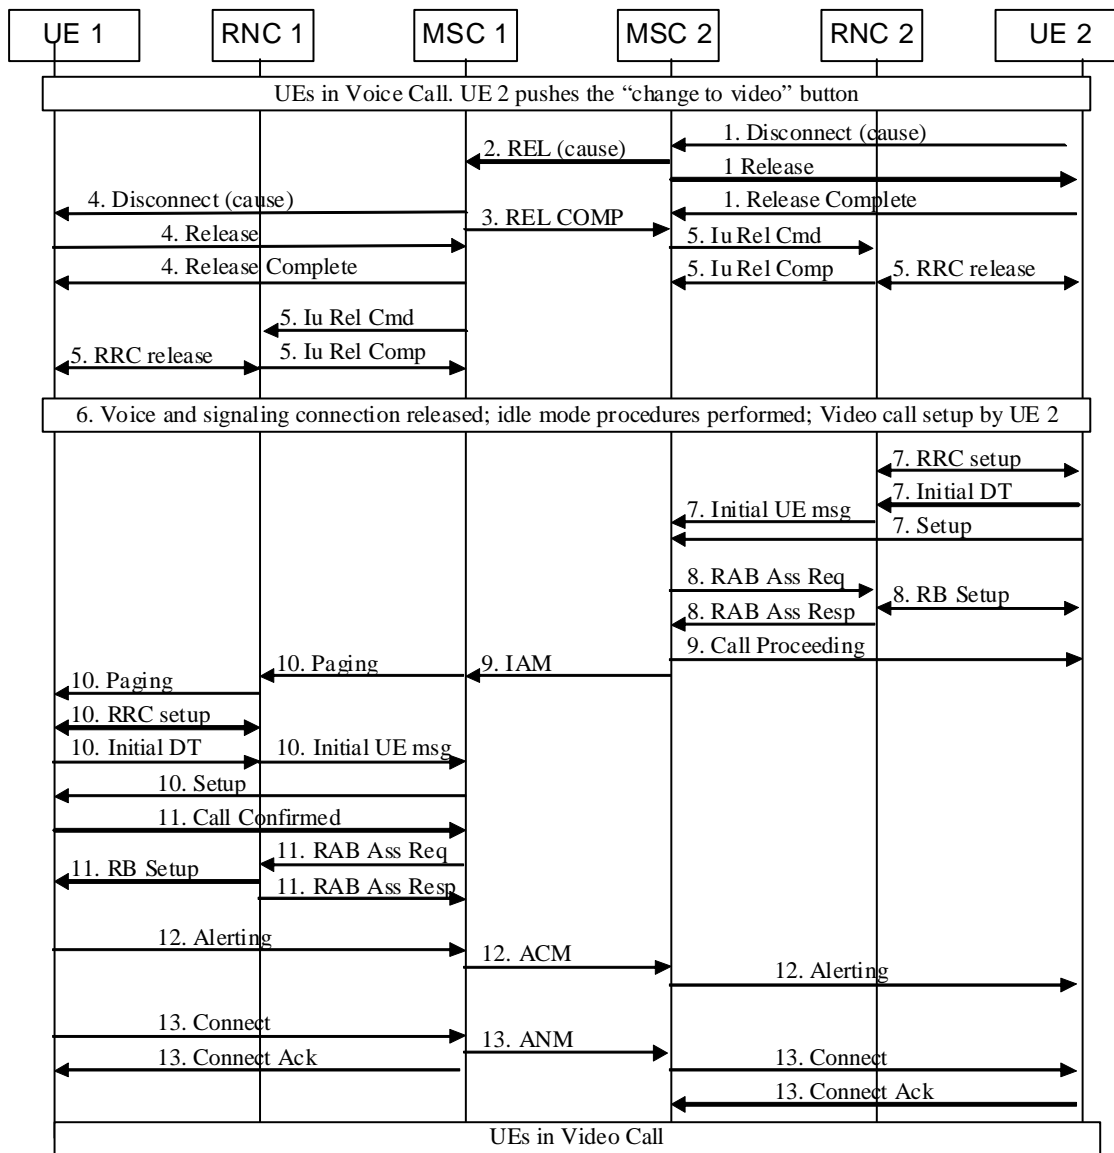 UE 1
RNC 1
MSC 1
MSC 2
RNC 2
UE 2
UEs in Voice Call. UE 2 pushes the “change to video” button
1. Disconnect (cause)
2. REL (cause)
1 Release
4. Disconnect (cause)
1. Release Complete
3. REL COMP
4. Release
5. Iu Rel Cmd
4. Release Complete
5. Iu Rel Comp
5. RRC release
5. Iu Rel Cmd
5. RRC release
5. Iu Rel Comp
6. Voice and signaling connection released; idle mode procedures performed; Video call setup by UE 2
7. RRC setup
7. Initial DT
7. Initial UE msg
7. Setup
8. RAB Ass Req
8. RB Setup
8. RAB Ass Resp
9. Call Proceeding
10. Paging
9. IAM
10. Paging
10. RRC setup
10. Initial DT
10. Initial UE msg
10. Setup
11. Call Confirmed
11. RAB Ass Req
11. RB Setup
11. RAB Ass Resp
12. Alerting
12. ACM
12. Alerting
13. Connect
13. ANM
13. Connect Ack
13. Connect
13. Connect Ack
UEs in Video Call